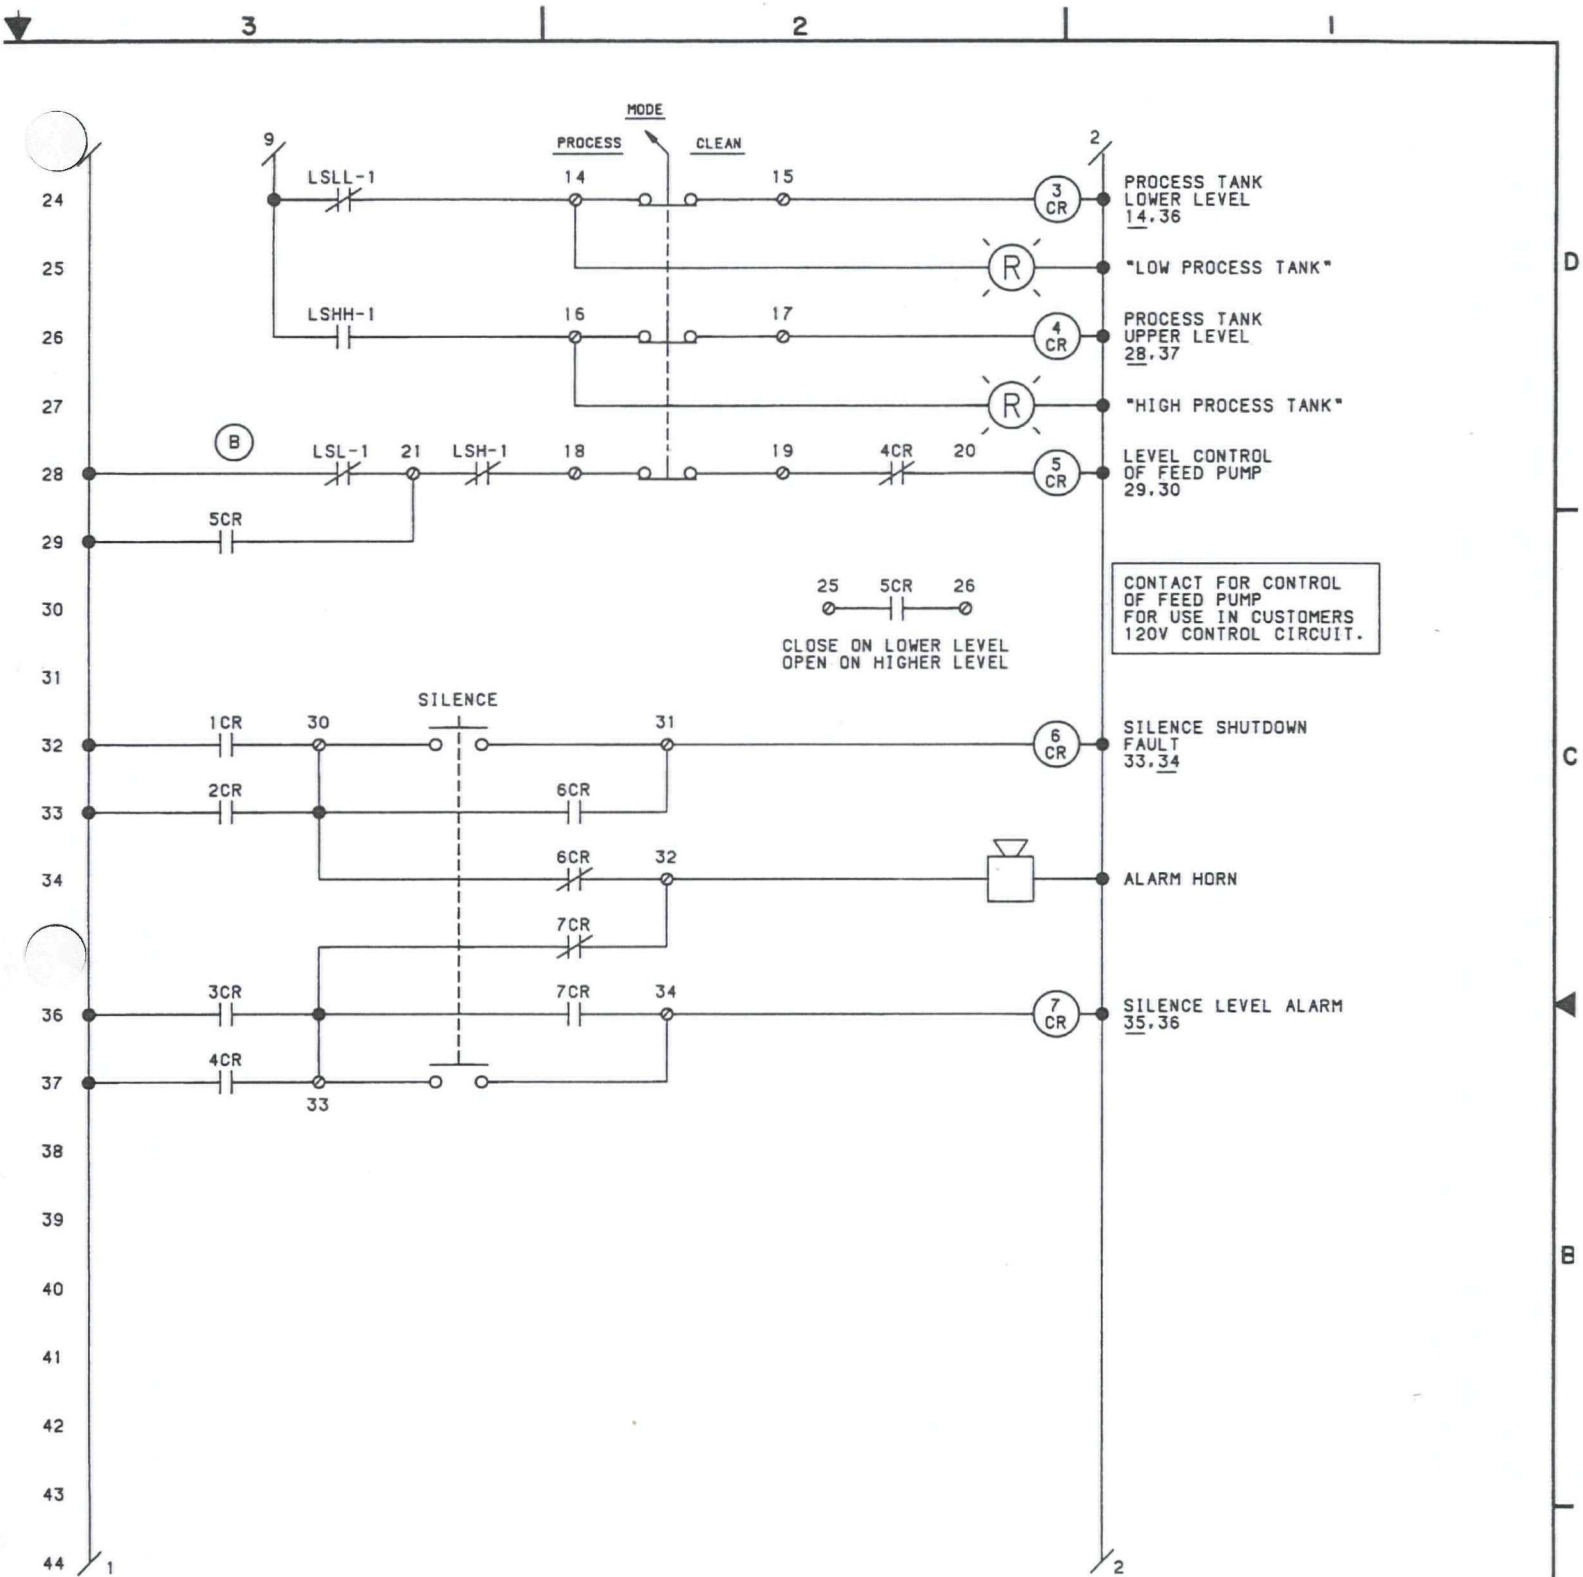 3 2 1
MODE
PROCESS CLEAN
9 2
24 LSLL-1 14 15 3 CR PROCESS TANK
LOWER LEVEL
14,36
25 R "LOW PROCESS TANK"
D
26 LSHH-1 16 17 4 CR PROCESS TANK
UPPER LEVEL
28,37
27 R "HIGH PROCESS TANK"
B
28 LSL-1 21 LSH-1 18 19 4CR 20 5 CR LEVEL CONTROL
OF FEED PUMP
29,30
29 5CR
30 25 5CR 26
CONTACT FOR CONTROL
OF FEED PUMP
FOR USE IN CUSTOMERS
120V CONTROL CIRCUIT.
CLOSE ON LOWER LEVEL
OPEN ON HIGHER LEVEL
31
SILENCE
32 1CR 30 31 6 CR SILENCE SHUTDOWN
FAULT
33,34
C
33 2CR 6CR
34 6CR 32 ALARM HORN
7CR
36 3CR 7CR 34 7 CR SILENCE LEVEL ALARM
35,36
37 4CR
33
38
39
B
40
41
42
43
44 1 2